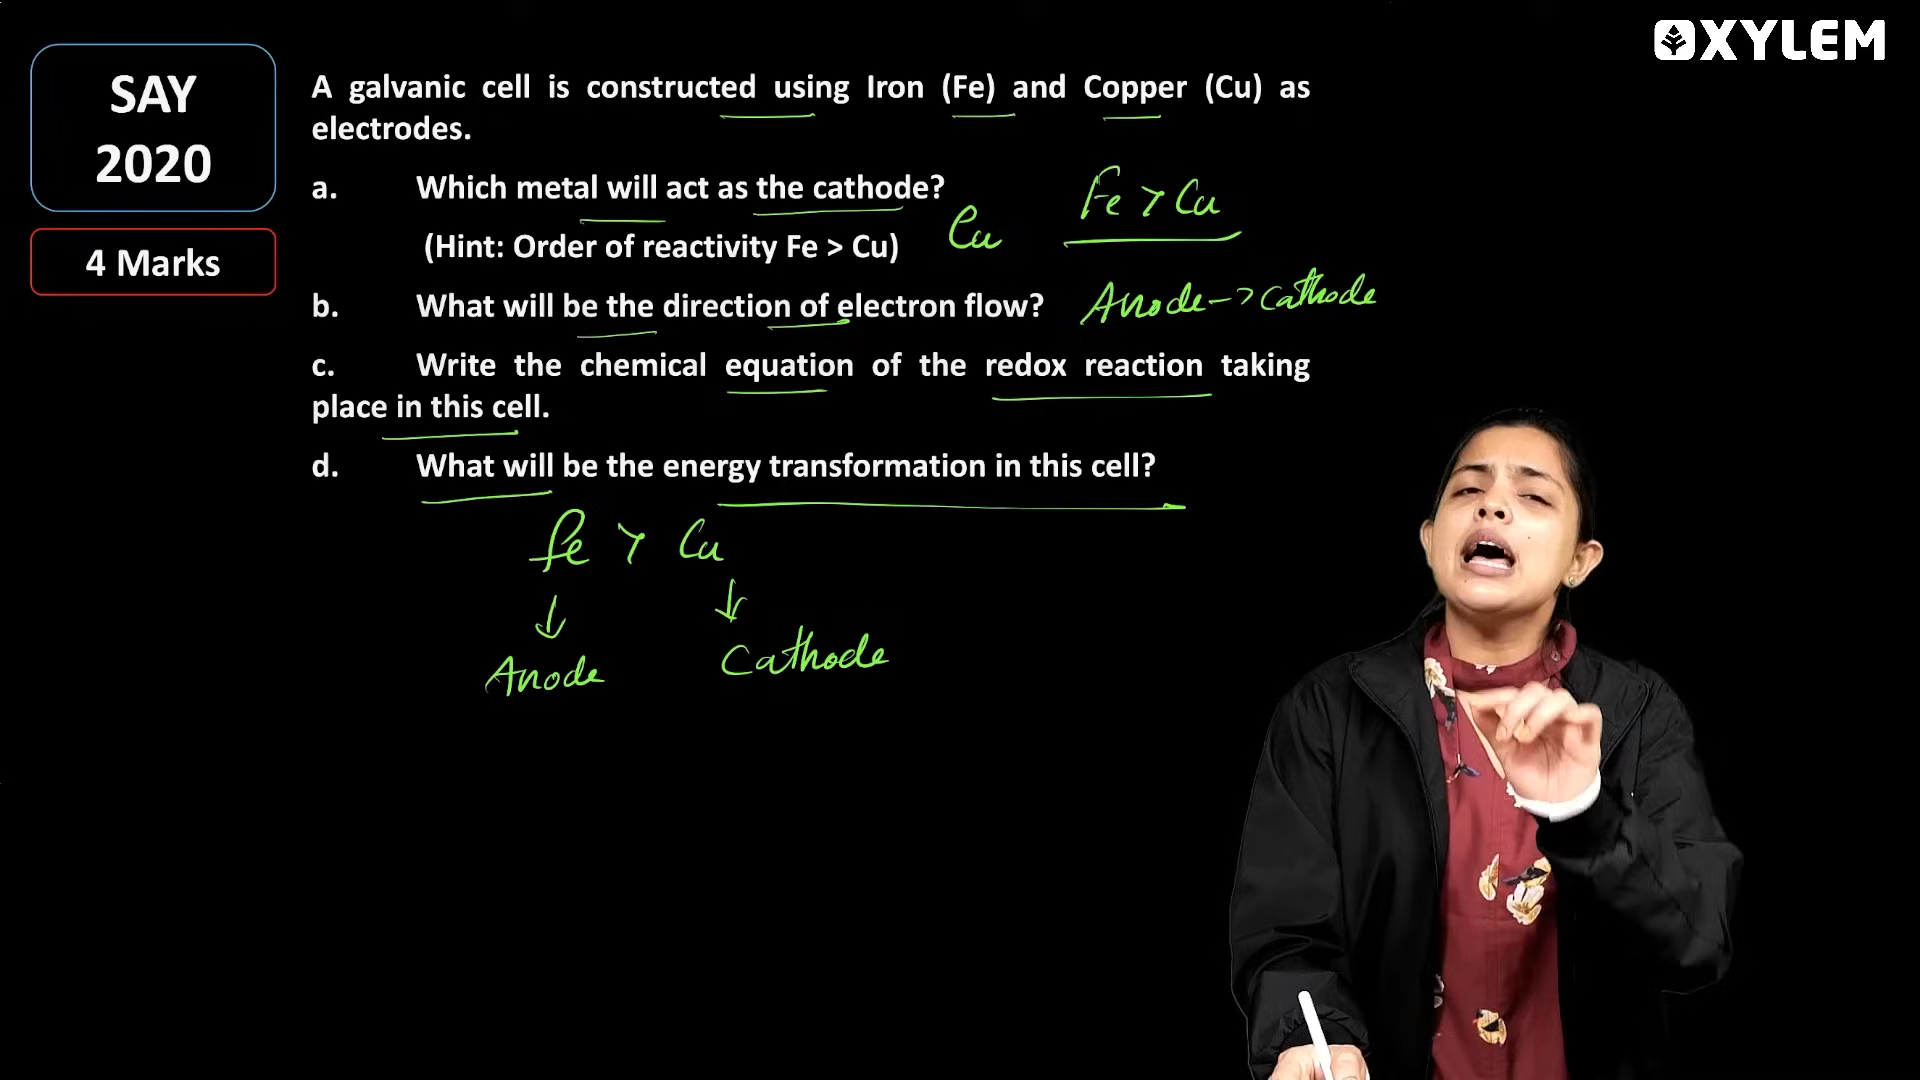 XYLEM
SAY
2020
4 Marks
A galvanic cell is constructed using Iron (Fe) and Copper (Cu) as
electrodes.
a. Which metal will act as the cathode?
Fe > Cu
(Hint: Order of reactivity Fe > Cu)
Cu
b. What will be the direction of electron flow?
Anode -> Cathode
c. Write the chemical equation of the redox reaction taking
place in this cell.
d. What will be the energy transformation in this cell?
Fe > Cu
Anode
Cathode